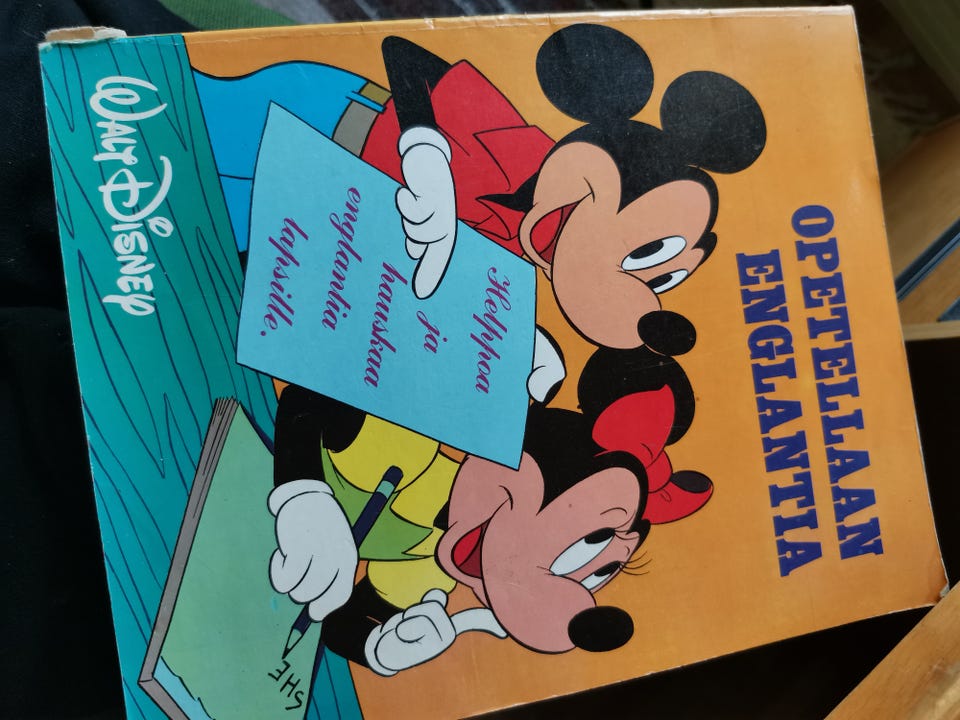 OPETELLAAN
ENGLANTIA
Helppoa
ja
hauskaa
englantia
lapsille.
SHE
WALT DISNEY